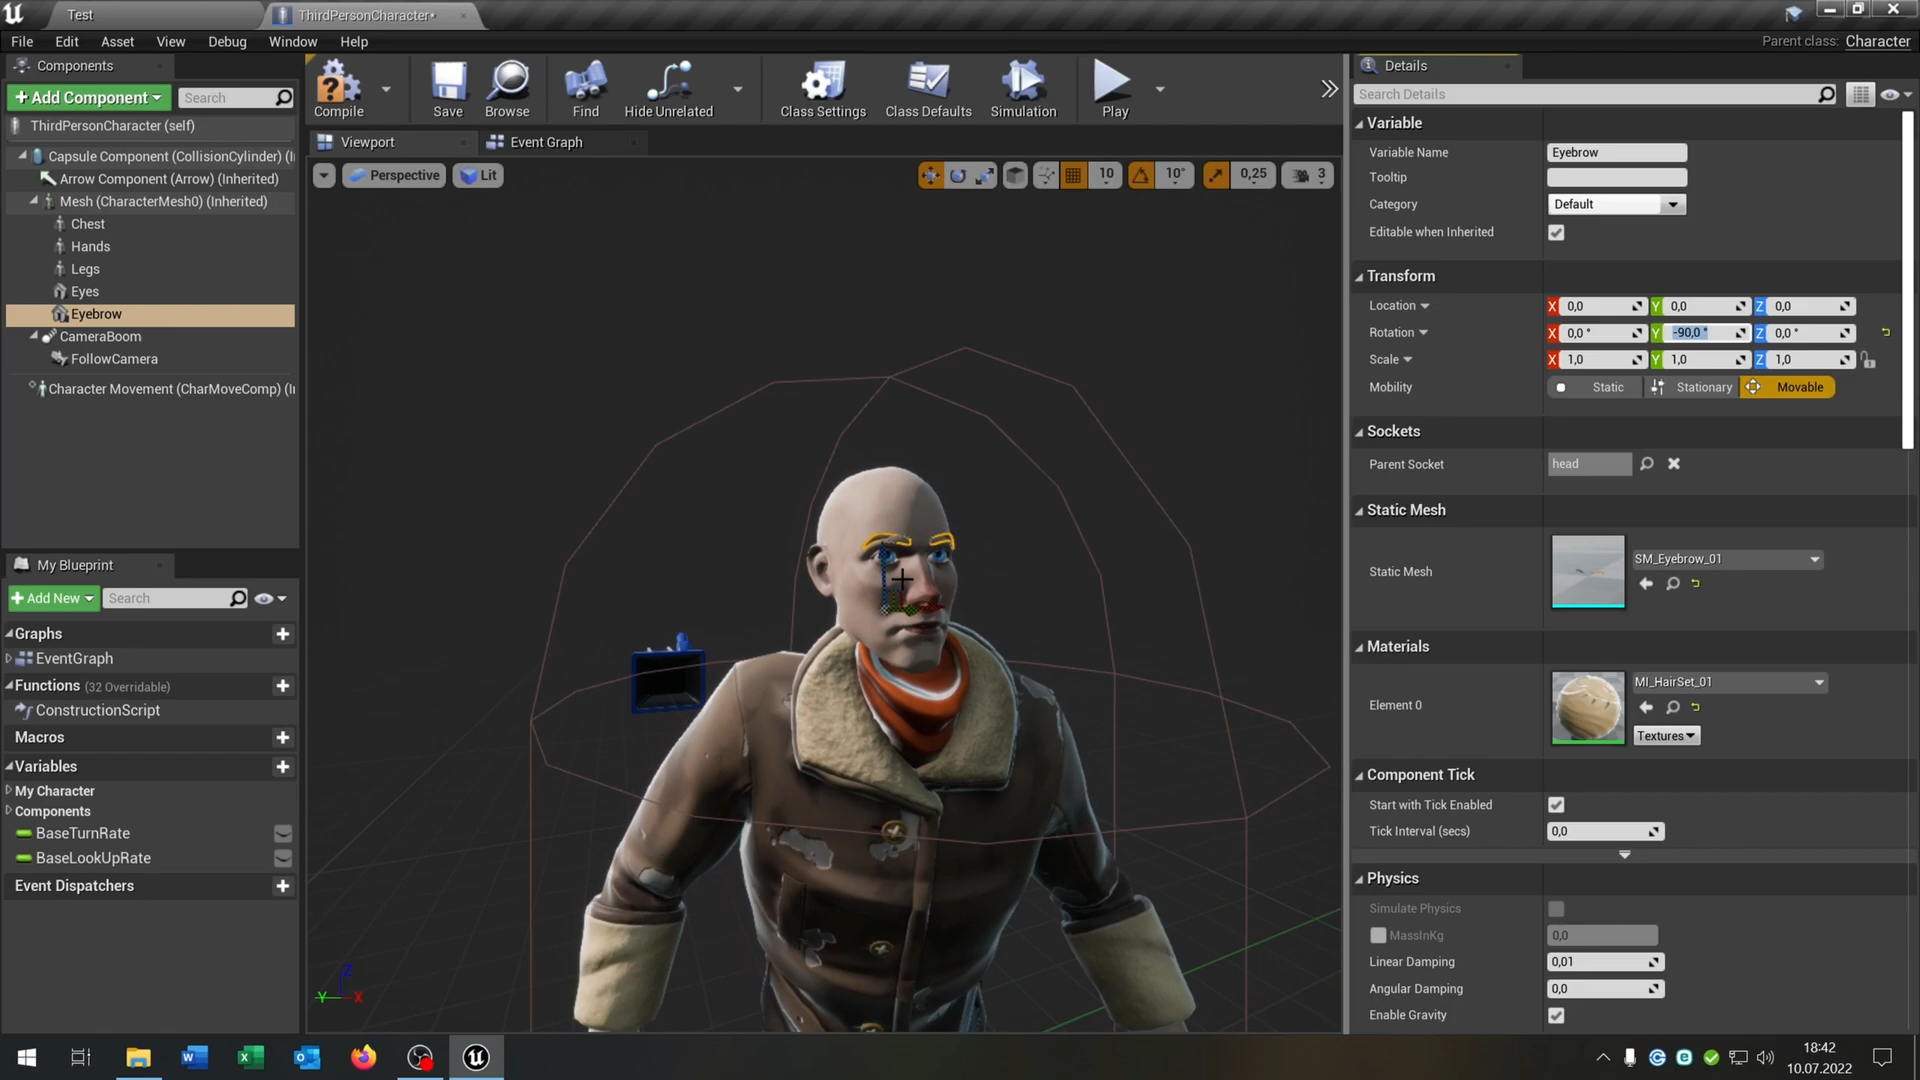 Test
ThirdPersonCharacter*
File Edit Asset View Debug Window Help
Parent class: Character
Components
+ Add Component
Search
ThirdPersonCharacter (self)
Capsule Component (CollisionCylinder) (I
Arrow Component (Arrow) (Inherited)
Mesh (CharacterMesh0) (Inherited)
Chest
Hands
Legs
Eyes
Eyebrow
CameraBoom
FollowCamera
Character Movement (CharMoveComp) (I
My Blueprint
+ Add New
Search
Graphs
EventGraph
Functions (32 Overridable)
ConstructionScript
Macros
Variables
My Character
Components
BaseTurnRate
BaseLookUpRate
Event Dispatchers
Compile
Save
Browse
Find
Hide Unrelated
Class Settings
Class Defaults
Simulation
Play
Viewport
Event Graph
Perspective
Lit
10
10°
0,25
3
Z
Y
X
Details
Search Details
Variable
Variable Name Eyebrow
Tooltip
Category Default
Editable when Inherited
Transform
Location X 0,0 Y 0,0 Z 0,0
Rotation X 0,0 ° Y -90,0 ° Z 0,0 °
Scale X 1,0 Y 1,0 Z 1,0
Mobility Static Stationary Movable
Sockets
Parent Socket head
Static Mesh
Static Mesh SM_Eyebrow_01
Materials
Element 0 MI_HairSet_01
Textures
Component Tick
Start with Tick Enabled
Tick Interval (secs) 0,0
Physics
Simulate Physics
MassInKg 0,0
Linear Damping 0,01
Angular Damping 0,0
Enable Gravity
18:42
10.07.2022